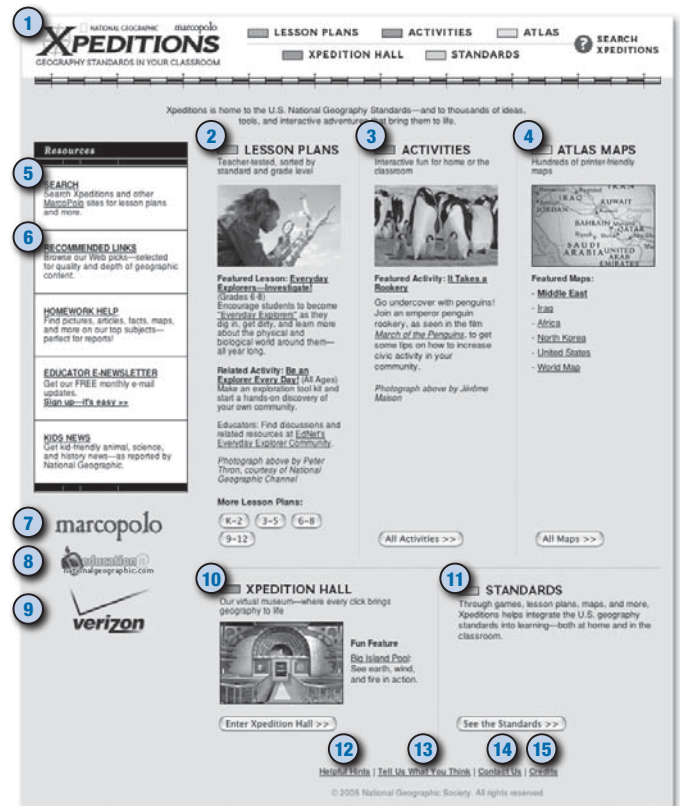 1
NATIONAL GEOGRAPHIC marcopolo
XPEDITIONS
GEOGRAPHY STANDARDS IN YOUR CLASSROOM
LESSON PLANS ACTIVITIES ATLAS
XPEDITION HALL STANDARDS
? SEARCH
XPEDITIONS
Xpeditions is home to the U.S. National Geography Standards—and to thousands of ideas,
tools, and interactive adventures that bring them to life.
Resources
5
SEARCH
Search Xpeditions and other
MarcoPolo sites for lesson plans
and more.
6
RECOMMENDED LINKS
Browse our Web picks—selected
for quality and depth of geographic
content.
HOMEWORK HELP
Find pictures, articles, facts, maps,
and more on our top subjects—
perfect for reports!
EDUCATOR E-NEWSLETTER
Get our FREE monthly e-mail
updates.
Sign up—it's easy >>
KIDS NEWS
Get kid-friendly animal, science,
and history news—as reported by
National Geographic.
7
marcopolo
8
education@
nationalgeographic.com
9
verizon
2
LESSON PLANS
Teacher-tested, sorted by
standard and grade level
Featured Lesson: Everyday
Explorers—Investigate!
(Grades 6-8)
Encourage students to become
"Everyday Explorers" as they
dig in, get dirty, and learn more
about the physical and
biological world around them—
all year long.
Related Activity: Be an
Explorer Every Day! (All Ages)
Make an exploration tool kit and
start a hands-on discovery of
your own community.
Educators: Find discussions and
related resources at EdNet's
Everyday Explorer Community.
Photograph above by Peter
Thron, courtesy of National
Geographic Channel
More Lesson Plans:
K-2 3-5 6-8
9-12
3
ACTIVITIES
Interactive fun for home or the
classroom
Featured Activity: It Takes a
Rookery
Go undercover with penguins!
Join an emperor penguin
rookery, as seen in the film
March of the Penguins, to get
some tips on how to increase
civic activity in your
community.
Photograph above by Jérôme
Maison
All Activities >>
4
ATLAS MAPS
Hundreds of printer-friendly
maps
IRAN
IRAQ
KUWAIT
JORDAN
BAHRAIN
QATAR
SAUDI
ARABIA
UNITED
ARAB
EMIRATES
Featured Maps:
- Middle East
- Iraq
- Africa
- North Korea
- United States
- World Map
All Maps >>
10
XPEDITION HALL
Our virtual museum—where every click brings
geography to life
Fun Feature
Big Island Pool:
See earth, wind,
and fire in action.
Enter Xpedition Hall >>
11
STANDARDS
Through games, lesson plans, maps, and more,
Xpeditions helps integrate the U.S. geography
standards into learning—both at home and in the
classroom.
See the Standards >>
12 13 14 15
Helpful Hints | Tell Us What You Think | Contact Us | Credits
© 2005 National Geographic Society. All rights reserved.